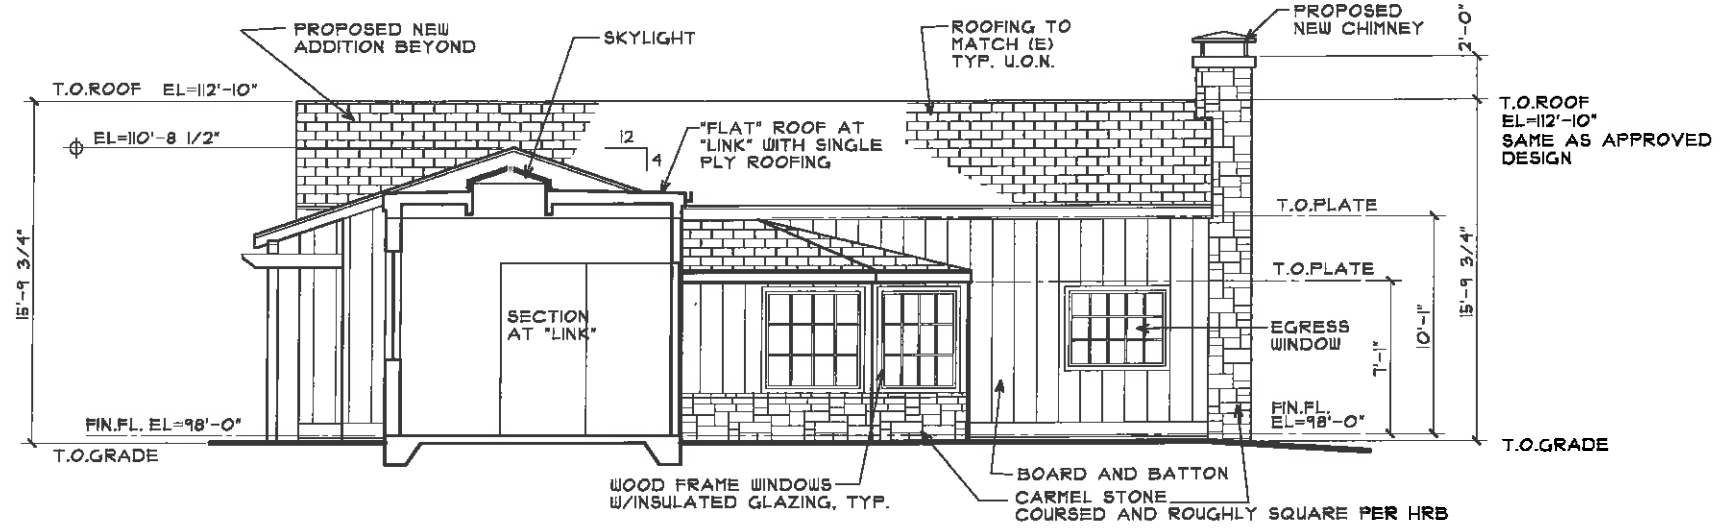 PROPOSED NEW
ADDITION BEYOND
SKYLIGHT
ROOFING TO
MATCH (E)
TYP. U.O.N.
PROPOSED
NEW CHIMNEY
2'-0"
T.O.ROOF EL=112'-10"
EL=110'-8 1/2"
12
4
"FLAT" ROOF AT
"LINK" WITH SINGLE
PLY ROOFING
T.O.ROOF
EL=112'-10"
SAME AS APPROVED
DESIGN
T.O.PLATE
T.O.PLATE
15'-9 3/4"
SECTION
AT "LINK"
EGRESS
WINDOW
7'-1"
10'-1"
15'-9 3/4"
FIN.FL. EL=98'-0"
T.O.GRADE
FIN.FL.
EL=98'-0"
T.O.GRADE
WOOD FRAME WINDOWS
W/INSULATED GLAZING, TYP.
BOARD AND BATTON
CARMEL STONE
COURSED AND ROUGHLY SQUARE PER HRB